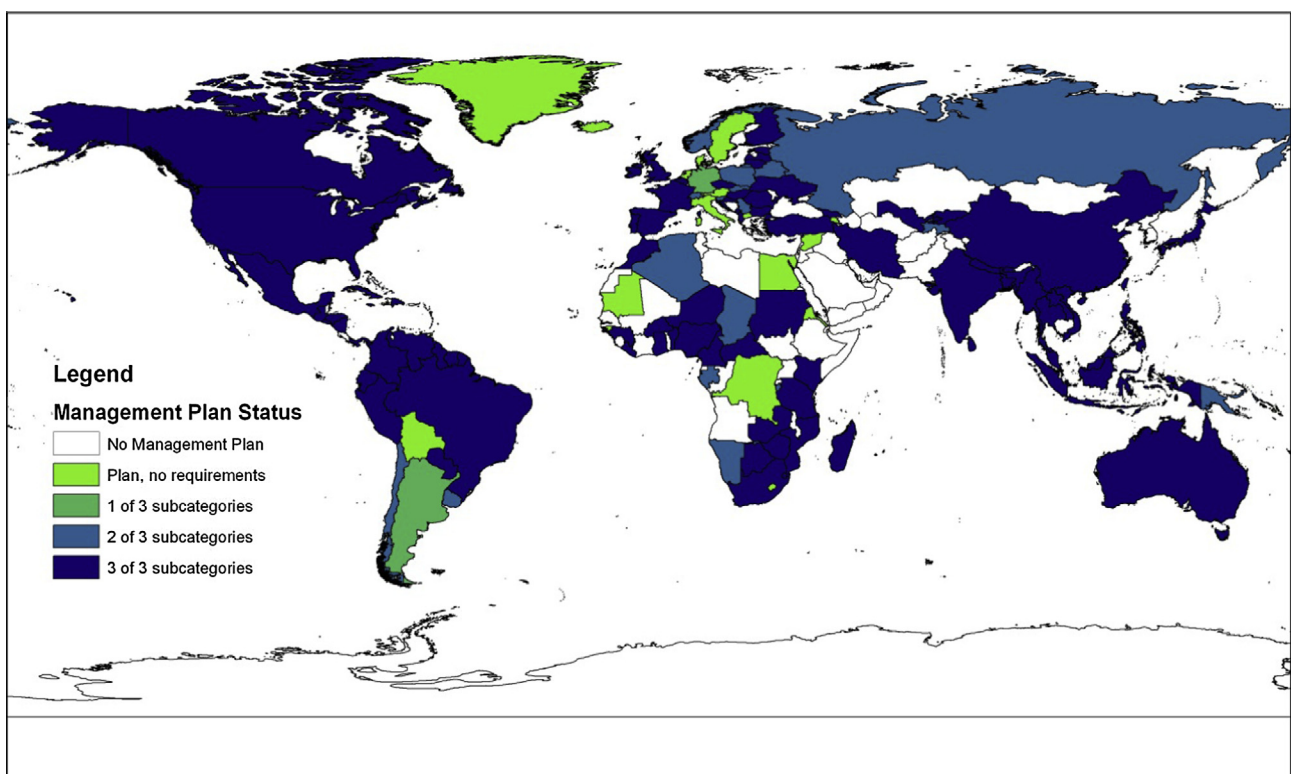 Legend
Management Plan Status
No Management Plan
Plan, no requirements
1 of 3 subcategories
2 of 3 subcategories
3 of 3 subcategories